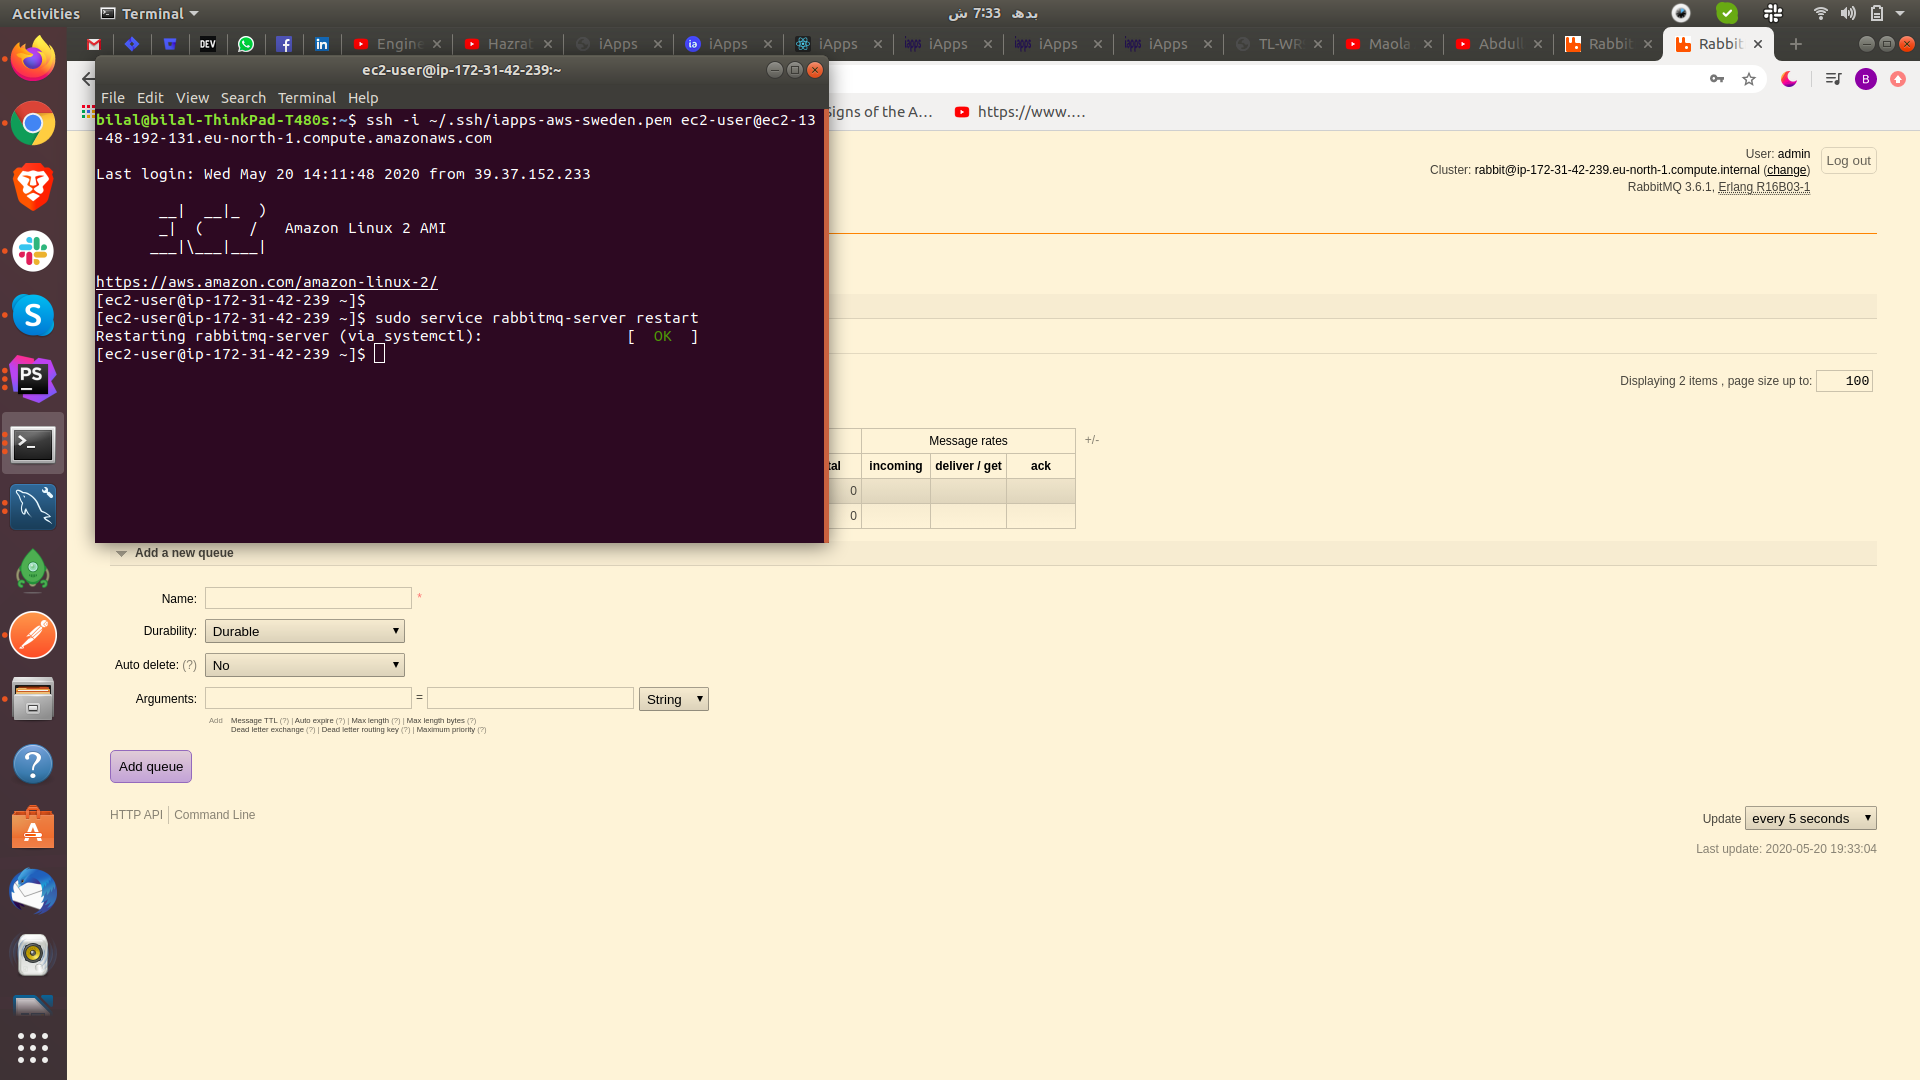 Activities
Terminal
بدھ 7:33 ش
DEV
Engine
Hazrat
iApps
iApps
iApps
iApps
iApps
iApps
TL-WR
Maola
Abdull
Rabbit
Rabbit
ec2-user@ip-172-31-42-239:~
File Edit View Search Terminal Help
igns of the A…
https://www.…
B
bilal@bilal-ThinkPad-T480s:~$ ssh -i ~/.ssh/iapps-aws-sweden.pem ec2-user@ec2-13
-48-192-131.eu-north-1.compute.amazonaws.com
Last login: Wed May 20 14:11:48 2020 from 39.37.152.233
__|  __|_  )
_|  (     /   Amazon Linux 2 AMI
___|\___|___|
https://aws.amazon.com/amazon-linux-2/
[ec2-user@ip-172-31-42-239 ~]$
[ec2-user@ip-172-31-42-239 ~]$ sudo service rabbitmq-server restart
Restarting rabbitmq-server (via systemctl): [ OK ]
[ec2-user@ip-172-31-42-239 ~]$
User: admin
Cluster: rabbit@ip-172-31-42-239.eu-north-1.compute.internal (change)
RabbitMQ 3.6.1, Erlang R16B03-1
Log out
Displaying 2 items , page size up to: 100
Message rates
+/-
tal incoming deliver / get ack
0
0
Add a new queue
Name: *
Durability: Durable
Auto delete: (?) No
Arguments: = String
Add Message TTL (?) | Auto expire (?) | Max length (?) | Max length bytes (?)
Dead letter exchange (?) | Dead letter routing key (?) | Maximum priority (?)
Add queue
HTTP API
Command Line
Update every 5 seconds
Last update: 2020-05-20 19:33:04
PS